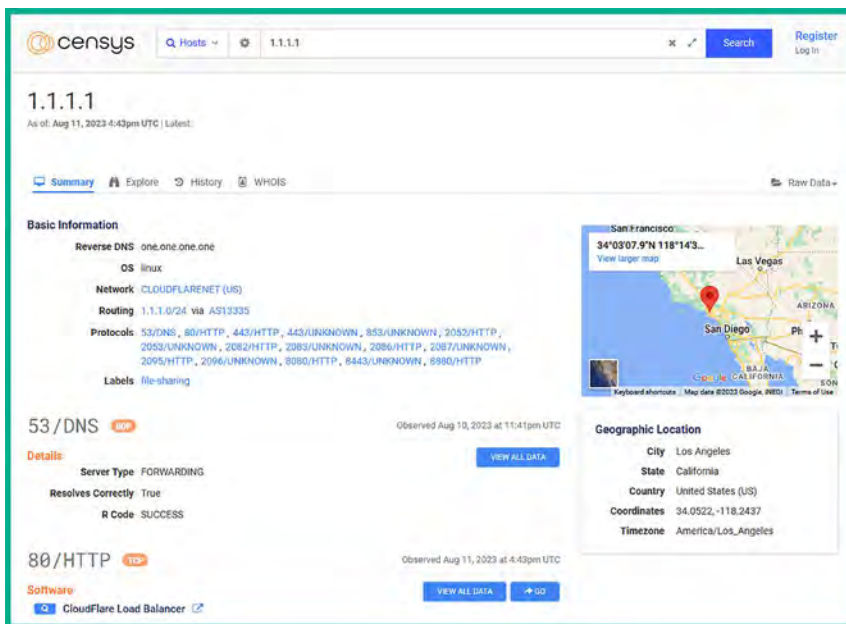 censys
Hosts
1.1.1.1
Search
Register
Log In
1.1.1.1
As of: Aug 11, 2023 4:43pm UTC | Latest
Summary
Explore
History
WHOIS
Raw Data
Basic Information
Reverse DNS one.one.one.one
OS linux
Network CLOUDFLARENET (US)
Routing 1.1.1.0/24 via AS13335
Protocols 53/DNS , 80/HTTP , 443/HTTP , 443/UNKNOWN , 853/UNKNOWN , 2052/HTTP ,
2053/UNKNOWN , 2082/HTTP , 2083/UNKNOWN , 2086/HTTP , 2087/UNKNOWN ,
2095/HTTP , 2096/UNKNOWN , 8080/HTTP , 8443/UNKNOWN , 8880/HTTP
Labels file-sharing
San Francisco
34°03'07.9"N 118°14'3...
View larger map
Las Vegas
ARIZONA
San Diego
Ph
BAJA
CALIFORNIA
SON
Google
Keyboard shortcuts Map data ©2023 Google, INEGI Terms of Use
53/DNS UDP
Observed Aug 10, 2023 at 11:41pm UTC
Details
VIEW ALL DATA
Server Type FORWARDING
Resolves Correctly True
R Code SUCCESS
Geographic Location
City Los Angeles
State California
Country United States (US)
Coordinates 34.0522, -118.2437
Timezone America/Los_Angeles
80/HTTP TCP
Observed Aug 11, 2023 at 4:43pm UTC
Software
VIEW ALL DATA
GO
CloudFlare Load Balancer